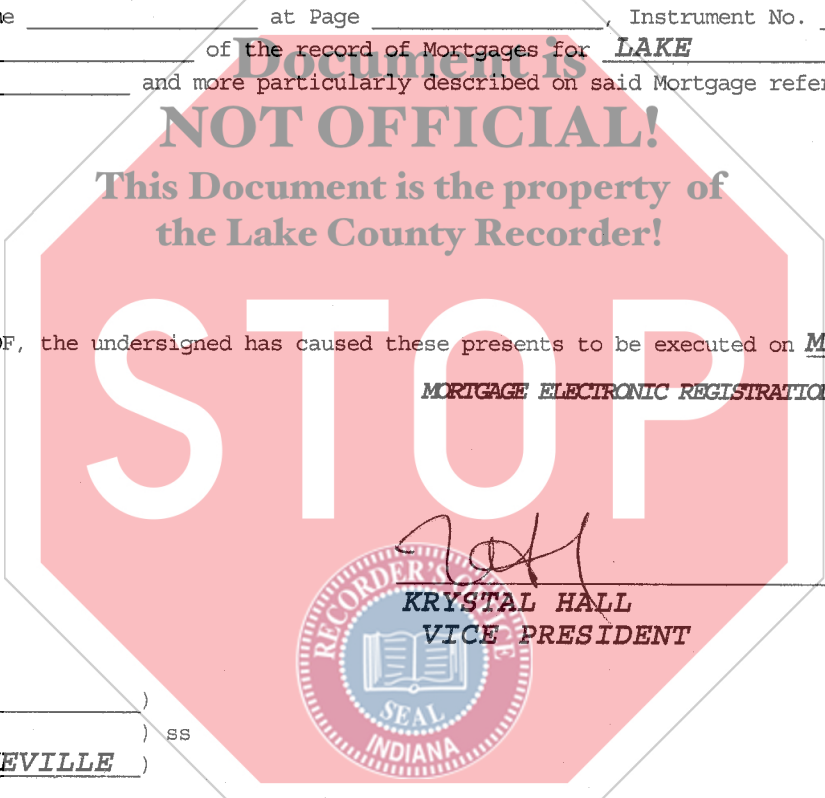 at Page , Instrument No.
of the record of Mortgages for LAKE
Document is
and more particularly described on said Mortgage
NOT OFFICIAL!
This Document is the property of
the Lake County Recorder!
STOP
, the undersigned has caused these presents to be executed on
MORTGAGE ELECTRONIC
KRYSTAL HALL
VICE PRESIDENT
RECORDER'S OFFICE
SEAL
INDIANA
)
) ss
EVILLE )